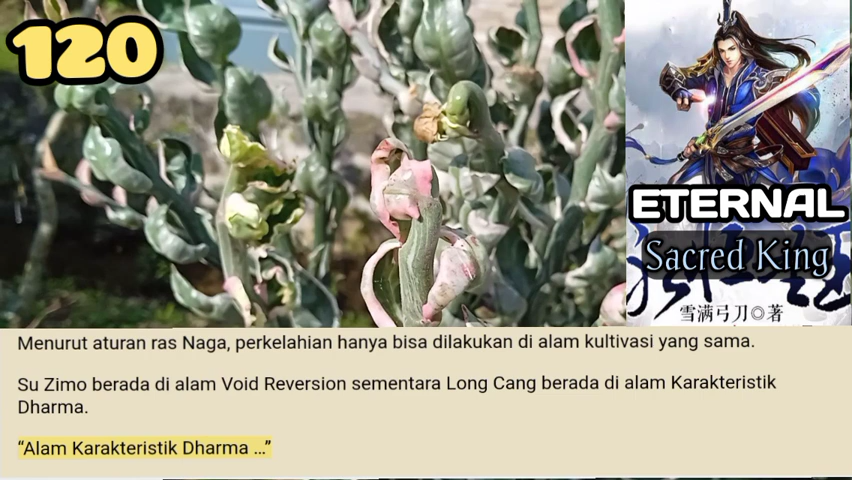 120
ETERNAL
Sacred King
雪满弓刀◎著
Menurut aturan ras Naga, perkelahian hanya bisa dilakukan di alam kultivasi yang sama.
Su Zimo berada di alam Void Reversion sementara Long Cang berada di alam Karakteristik
Dharma.
“Alam Karakteristik Dharma ...”